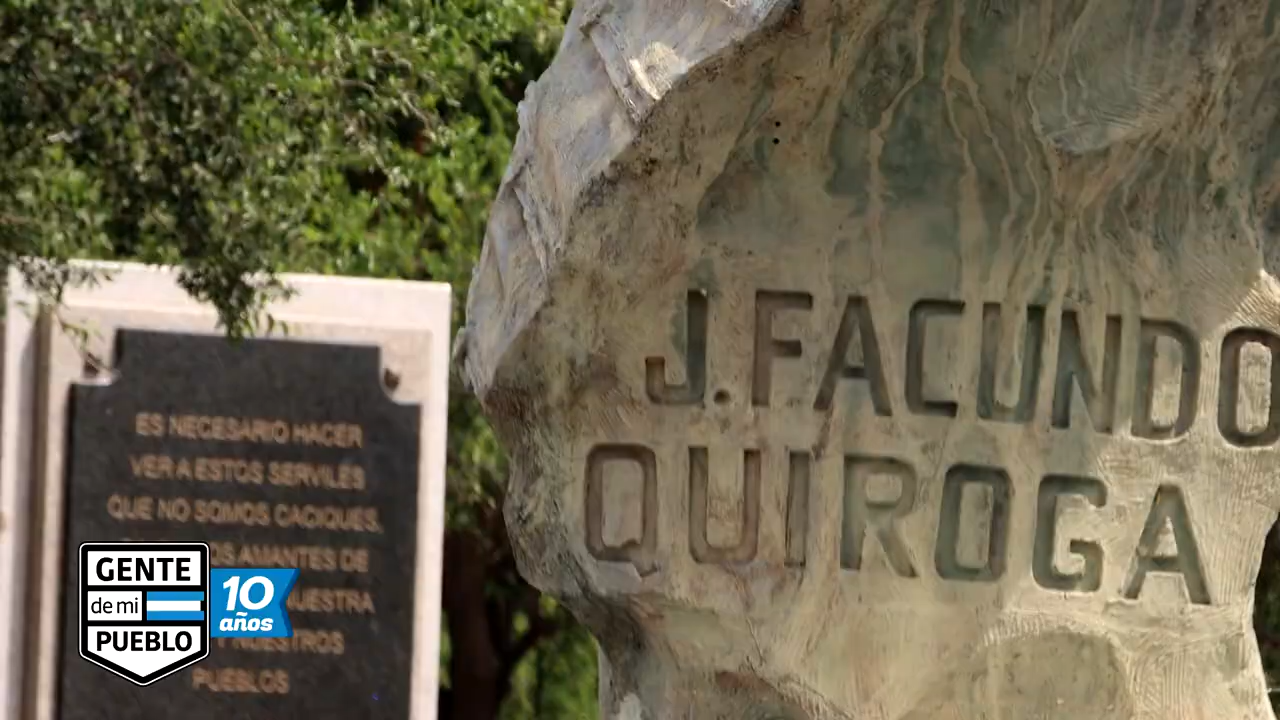 J. FACUNDO
QUIROGA
ES NECESARIO HACER
VER A ESTOS SERVILES
QUE NO SOMOS CACIQUES,
AMANTES DE
NUESTROS
PUEBLOS
GENTE
de mi
PUEBLO
10
años